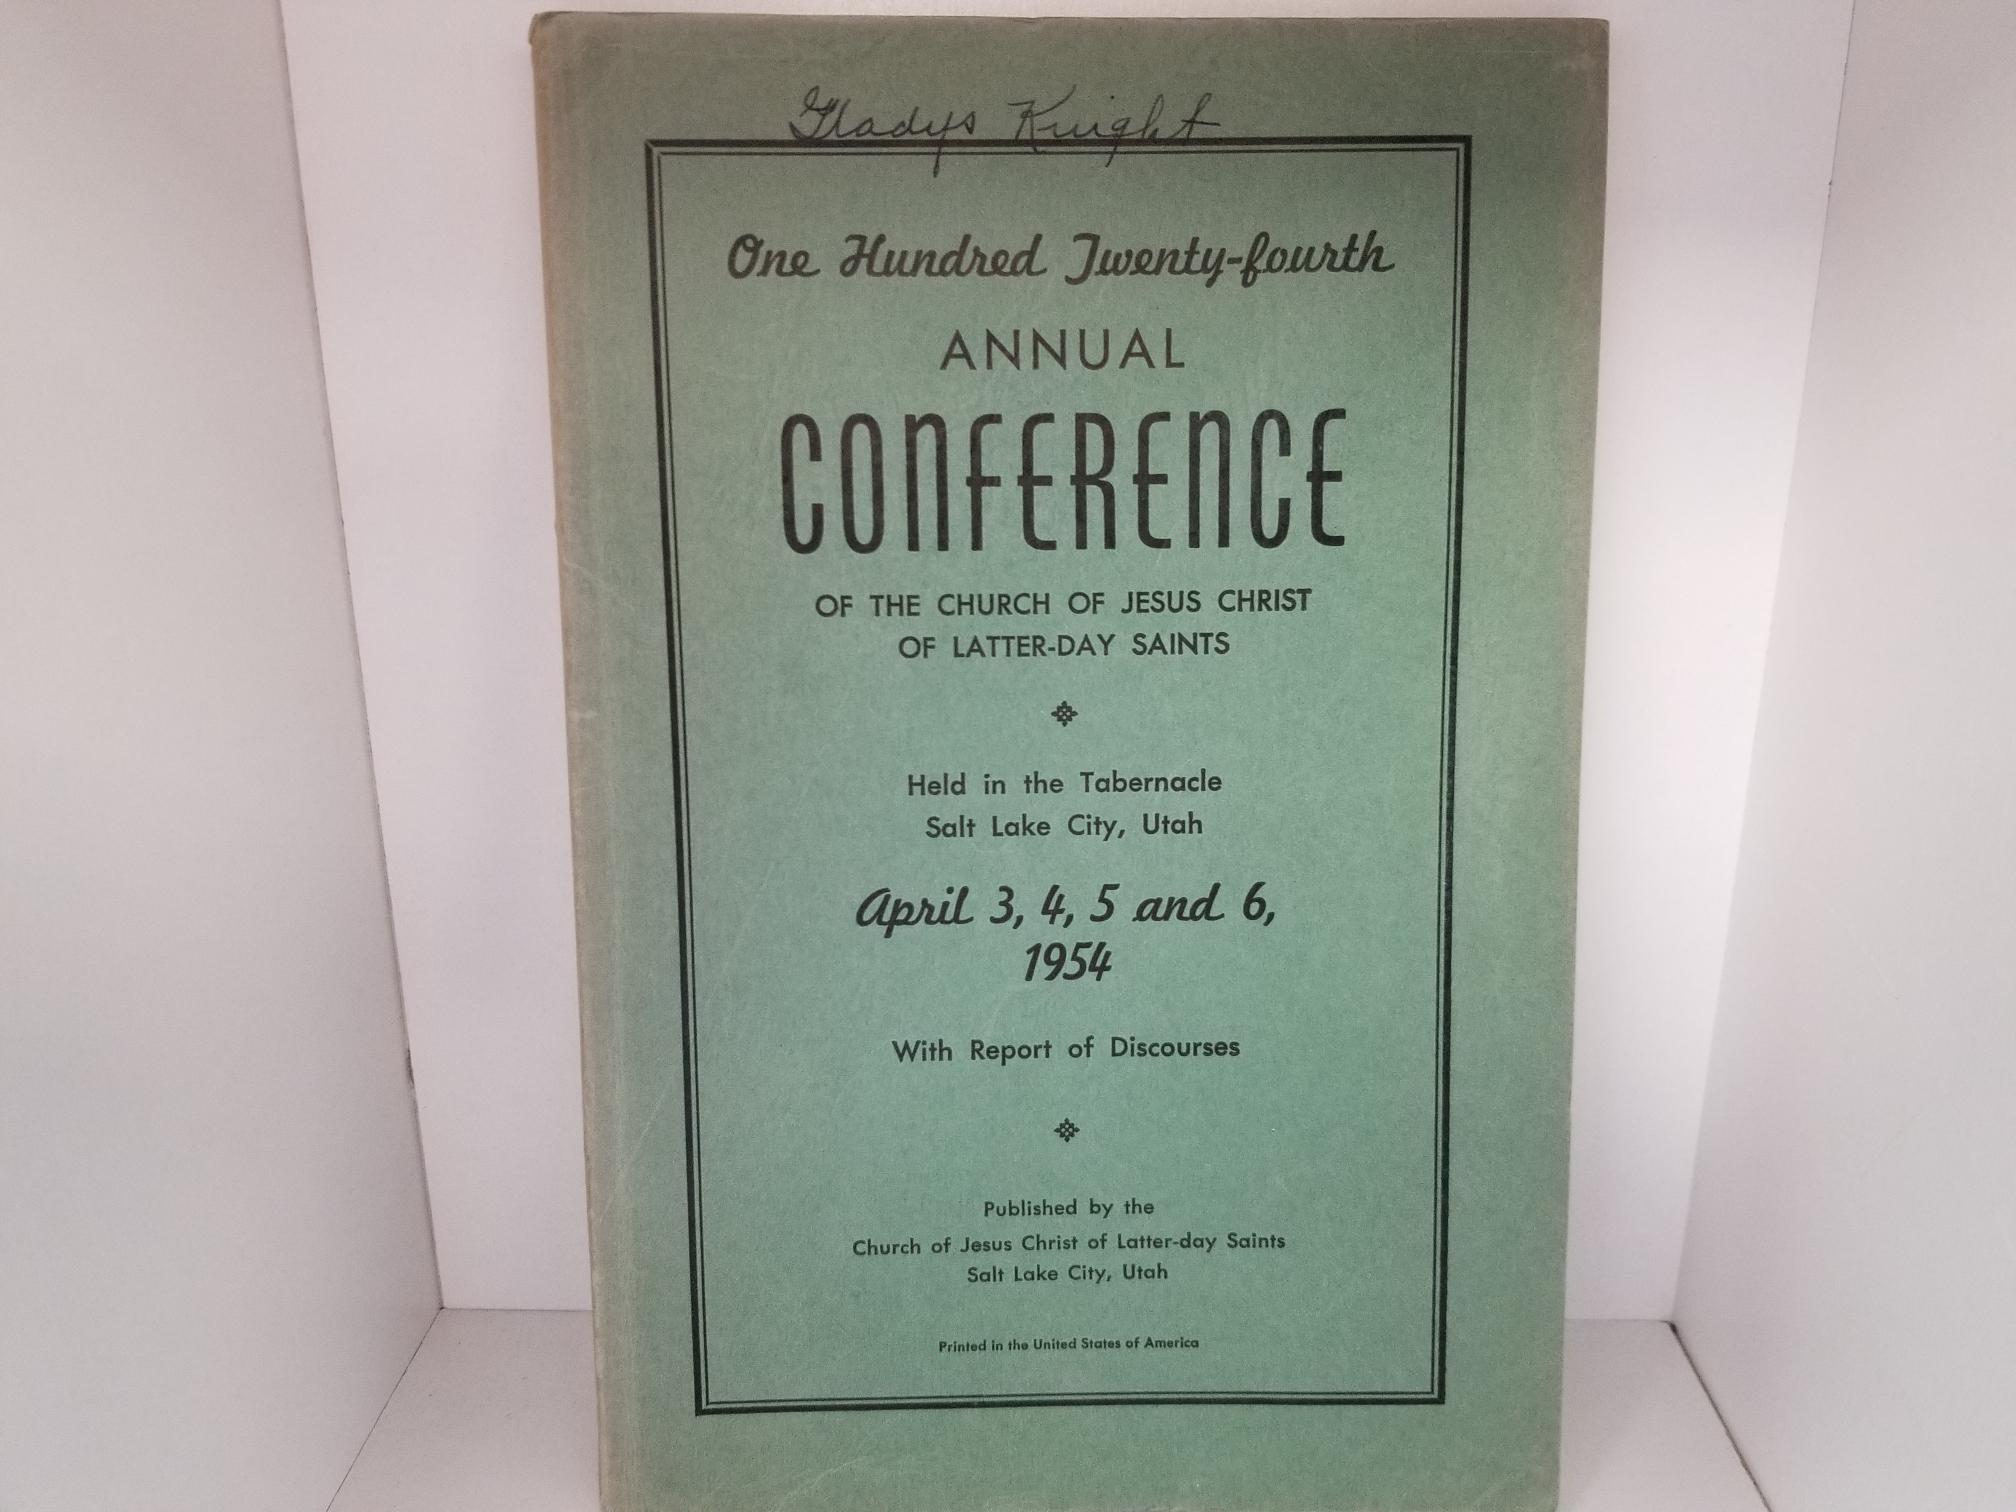 Gladys Knight
One Hundred Twenty-fourth
ANNUAL
CONFERENCE
OF THE CHURCH OF JESUS CHRIST
OF LATTER-DAY SAINTS
Held in the Tabernacle
Salt Lake City, Utah
April 3, 4, 5 and 6,
1954
With Report of Discourses
Published by the
Church of Jesus Christ of Latter-day Saints
Salt Lake City, Utah
Printed in the United States of America